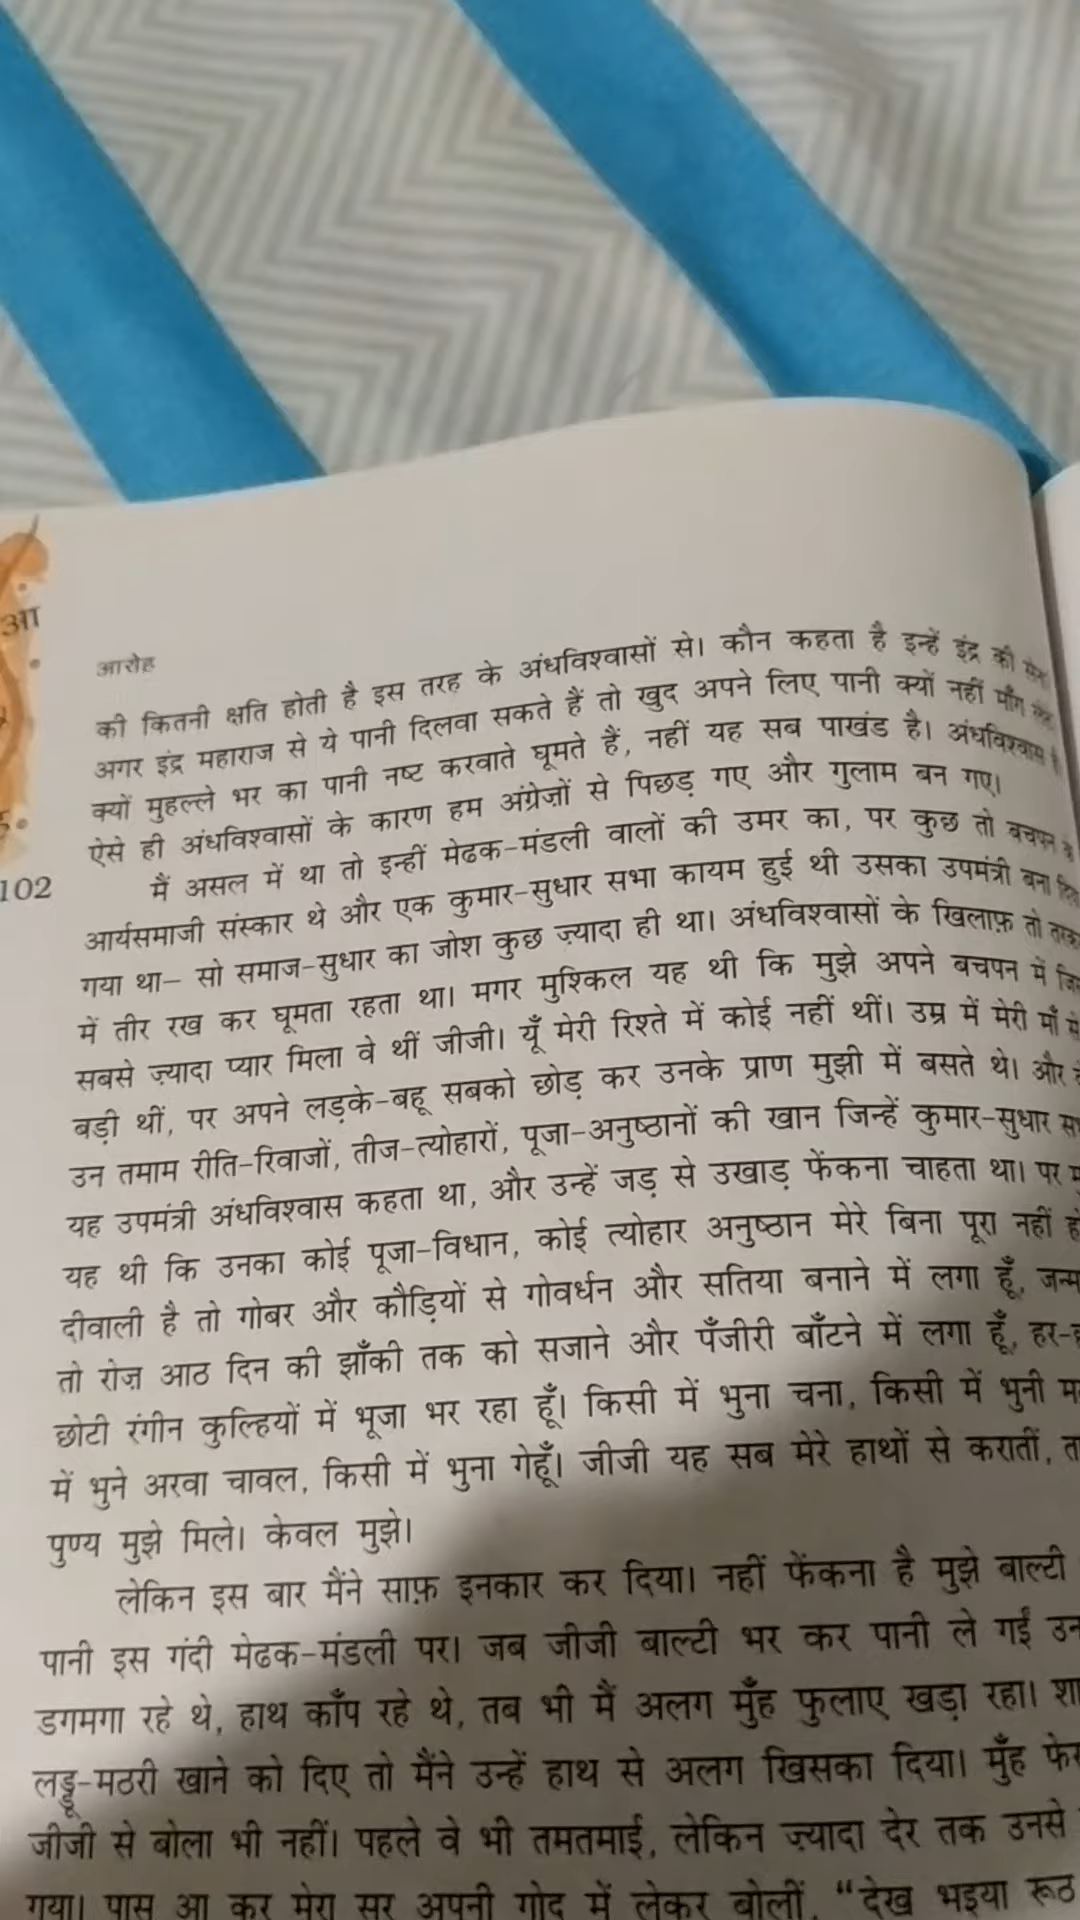 आ
102
आरोह
की कितनी क्षति होती है इस तरह के अंधविश्वासों से। कौन कहता है इन्हें इंद्र की
अगर इंद्र महाराज से ये पानी दिलवा सकते हैं तो खुद अपने लिए पानी क्यों नहीं माँग
क्यों मुहल्ले भर का पानी नष्ट करवाते घूमते हैं, नहीं यह सब पाखंड है। अंधविश्वास है।
ऐसे ही अंधविश्वासों के कारण हम अंग्रेज़ों से पिछड़ गए और गुलाम बन गए।
मैं असल में था तो इन्हीं मेढक-मंडली वालों की उमर का, पर कुछ तो बचपन के
आर्यसमाजी संस्कार थे और एक कुमार-सुधार सभा कायम हुई थी उसका उपमंत्री बना
गया था– सो समाज-सुधार का जोश कुछ ज़्यादा ही था। अंधविश्वासों के खिलाफ़ तो
में तीर रख कर घूमता रहता था। मगर मुश्किल यह थी कि मुझे अपने बचपन में
सबसे ज़्यादा प्यार मिला वे थीं जीजी। यूँ मेरी रिश्ते में कोई नहीं थीं। उम्र में मेरी माँ
बड़ी थीं, पर अपने लड़के-बहू सबको छोड़ कर उनके प्राण मुझी में बसते थे। और
उन तमाम रीति-रिवाजों, तीज-त्योहारों, पूजा-अनुष्ठानों की खान जिन्हें कुमार-सुधार
यह उपमंत्री अंधविश्वास कहता था, और उन्हें जड़ से उखाड़ फेंकना चाहता था। पर
यह थी कि उनका कोई पूजा-विधान, कोई त्योहार अनुष्ठान मेरे बिना पूरा नहीं
दीवाली है तो गोबर और कौड़ियों से गोवर्धन और सतिया बनाने में लगा हूँ, जन्म
तो रोज़ आठ दिन की झाँकी तक को सजाने और पँजीरी बाँटने में लगा हूँ, हर-
छोटी रंगीन कुल्हियों में भूजा भर रहा हूँ। किसी में भुना चना, किसी में भुनी
में भुने अरवा चावल, किसी में भुना गेहूँ। जीजी यह सब मेरे हाथों से करातीं,
पुण्य मुझे मिले। केवल मुझे।
लेकिन इस बार मैंने साफ़ इनकार कर दिया। नहीं फेंकना है मुझे बाल्टी
पानी इस गंदी मेढक-मंडली पर। जब जीजी बाल्टी भर कर पानी ले गईं
डगमगा रहे थे, हाथ काँप रहे थे, तब भी मैं अलग मुँह फुलाए खड़ा रहा।
लड्डू-मठरी खाने को दिए तो मैंने उन्हें हाथ से अलग खिसका दिया। मुँह
जीजी से बोला भी नहीं। पहले वे भी तमतमाईं, लेकिन ज़्यादा देर तक उनसे
गया। पास आ कर मेरा सर अपनी गोद में लेकर बोलीं, “देख भइया रूठ